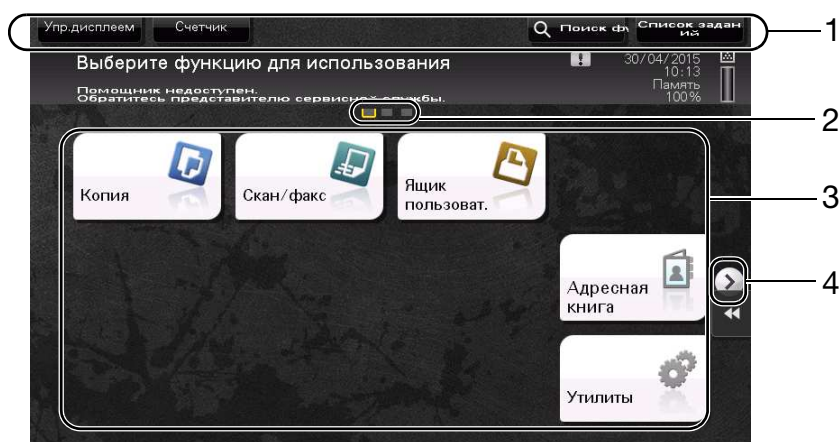 Упр.дисплеем Счетчик Поиск фу Список задан
ий
1
Выберите функцию для использования
30/04/2015
10:13
Память
100%
Помощник недоступен.
Обратитесь представителю сервисной службы.
2
Копия
Скан/факс
Ящик
пользоват.
3
Адресная
книга
4
Утилиты